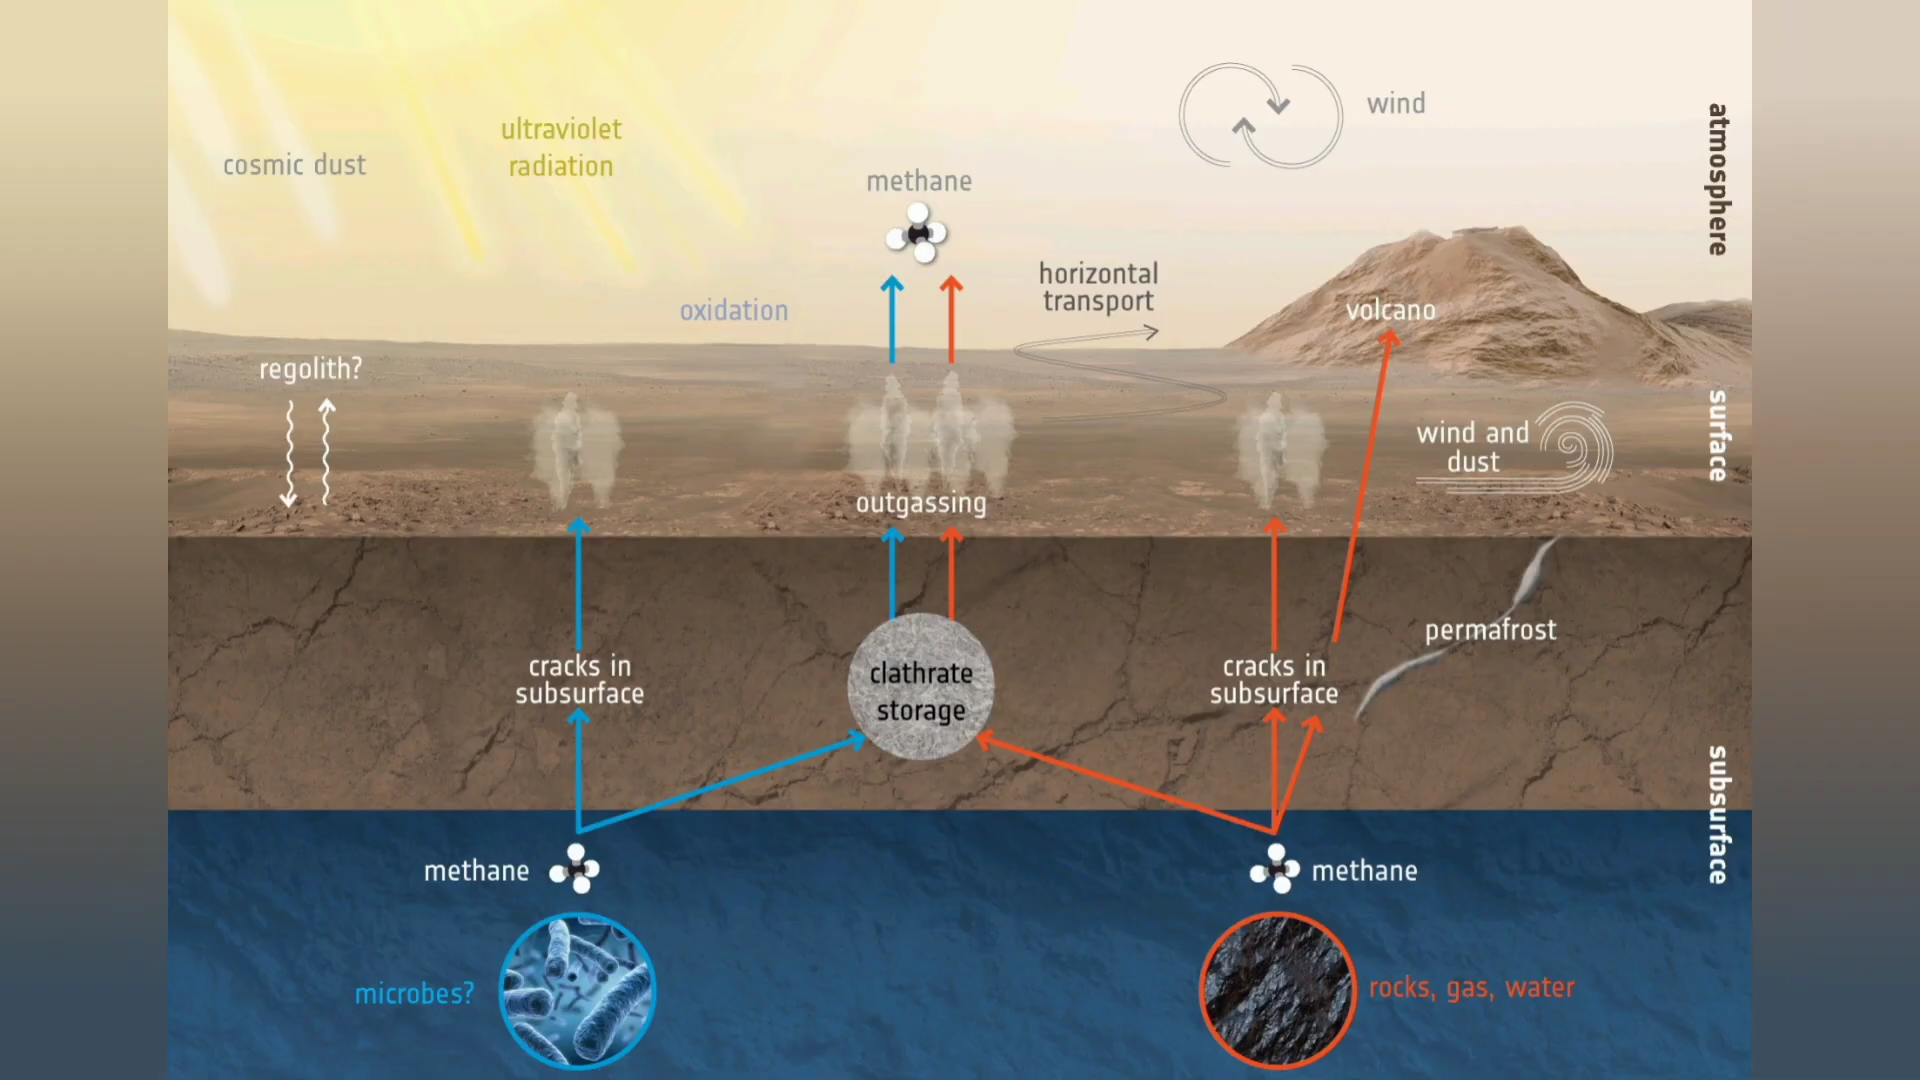 cosmic dust
ultraviolet
radiation
wind
methane
atmosphere
horizontal
transport
oxidation
volcano
regolith?
wind and
dust
surface
outgassing
permafrost
cracks in
subsurface
clathrate
storage
cracks in
subsurface
subsurface
methane
methane
microbes?
rocks, gas, water